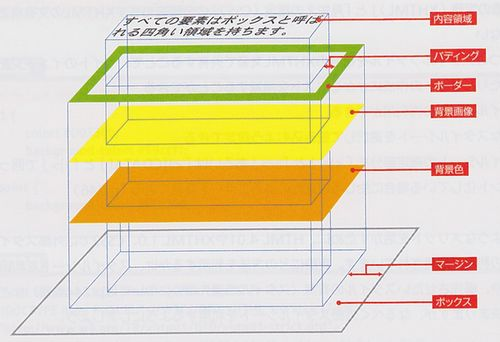 すべての要素はボックスと呼ば
れる四角い領域を持ちます。
内容領域
パディング
ボーダー
背景画像
背景色
マージン
ボックス